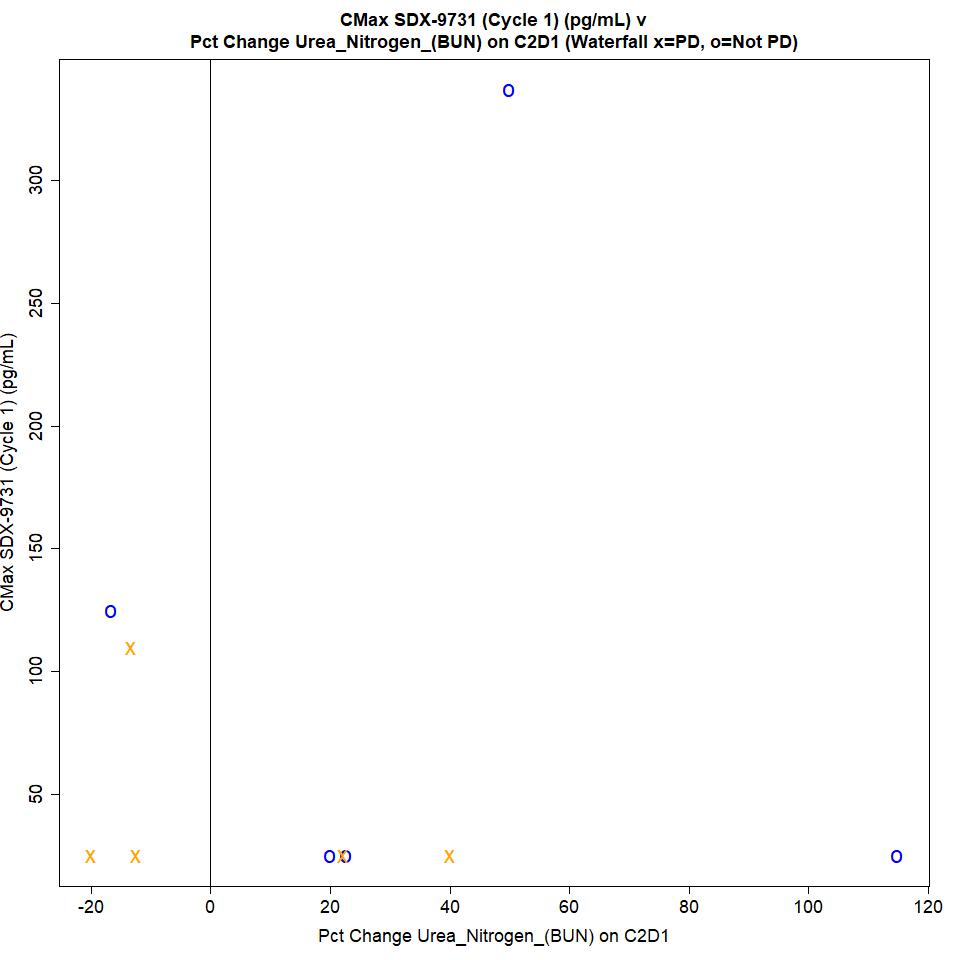 CMax SDX-9731 (Cycle 1) (pg/mL) v
Pct Change Urea_Nitrogen_(BUN) on C2D1 (Waterfall x=PD, o=Not PD)
CMax SDX-9731 (Cycle 1) (pg/mL)
300
250
200
150
100
50
O
O
X
X
X
O
X
O
X
O
-20
0
20
40
60
80
100
120
Pct Change Urea_Nitrogen_(BUN) on C2D1